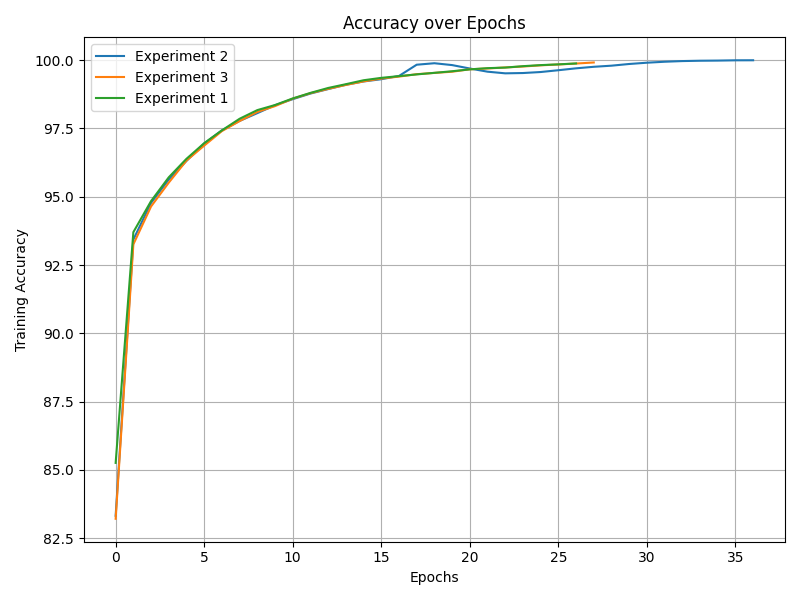 Accuracy over Epochs
Experiment 2
Experiment 3
Experiment 1
100.0
97.5
95.0
92.5
90.0
87.5
85.0
82.5
Training Accuracy
0 5 10 15 20 25 30 35
Epochs